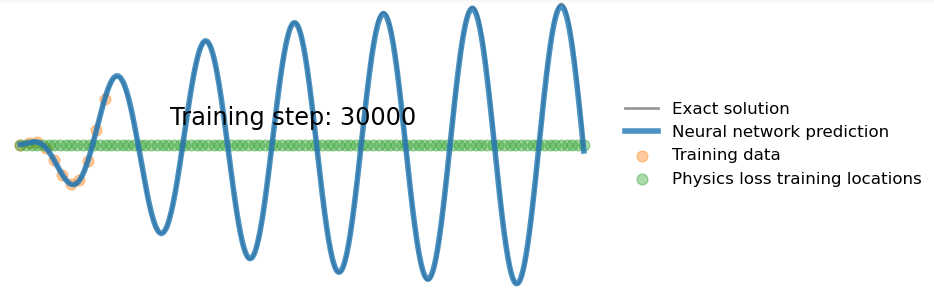 Training step: 30000
Exact solution
Neural network prediction
Training data
Physics loss training locations